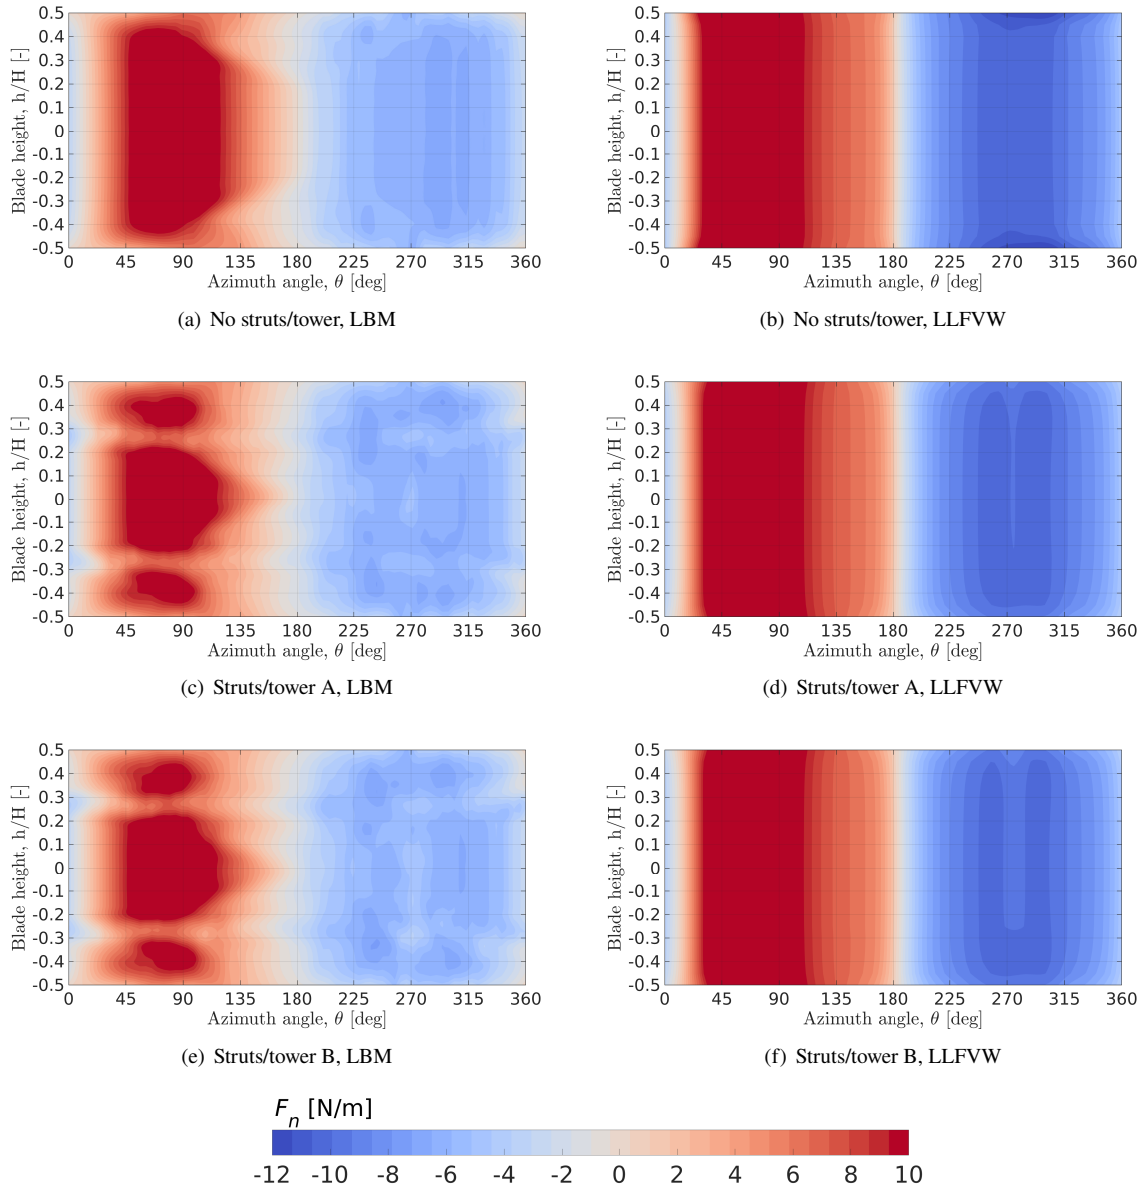 Blade height, h/H [-]
0.5
0.4
0.3
0.2
0.1
0
-0.1
-0.2
-0.3
-0.4
-0.5
0 45 90 135 180 225 270 315 360
Azimuth angle, θ [deg]
(a) No struts/tower, LBM
Blade height, h/H [-]
0.5
0.4
0.3
0.2
0.1
0
-0.1
-0.2
-0.3
-0.4
-0.5
0 45 90 135 180 225 270 315 360
Azimuth angle, θ [deg]
(b) No struts/tower, LLFVW
Blade height, h/H [-]
0.5
0.4
0.3
0.2
0.1
0
-0.1
-0.2
-0.3
-0.4
-0.5
0 45 90 135 180 225 270 315 360
Azimuth angle, θ [deg]
(c) Struts/tower A, LBM
Blade height, h/H [-]
0.5
0.4
0.3
0.2
0.1
0
-0.1
-0.2
-0.3
-0.4
-0.5
0 45 90 135 180 225 270 315 360
Azimuth angle, θ [deg]
(d) Struts/tower A, LLFVW
Blade height, h/H [-]
0.5
0.4
0.3
0.2
0.1
0
-0.1
-0.2
-0.3
-0.4
-0.5
0 45 90 135 180 225 270 315 360
Azimuth angle, θ [deg]
(e) Struts/tower B, LBM
Blade height, h/H [-]
0.5
0.4
0.3
0.2
0.1
0
-0.1
-0.2
-0.3
-0.4
-0.5
0 45 90 135 180 225 270 315 360
Azimuth angle, θ [deg]
(f) Struts/tower B, LLFVW
Fn [N/m]
-12 -10 -8 -6 -4 -2 0 2 4 6 8 10